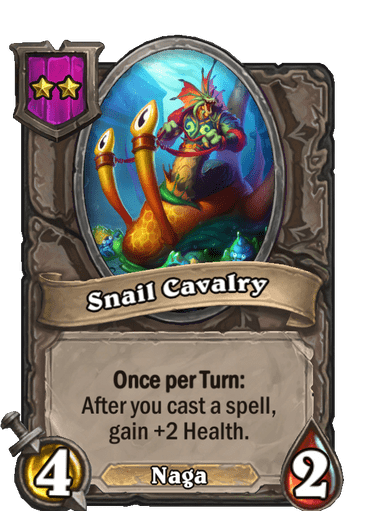 Snail Cavalry
Once per Turn:
After you cast a spell,
gain +2 Health.
4
Naga
2